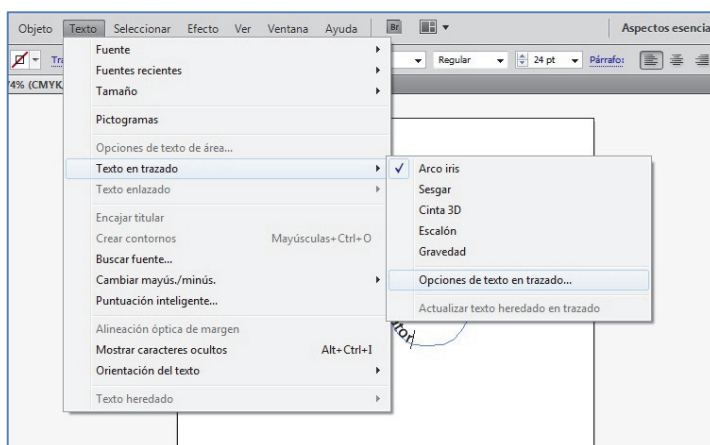 Objeto Texto Seleccionar Efecto Ver Ventana Ayuda Br Aspectos esencia
Regular 24 pt Párrafo:
74% (CMYK
Fuente
Fuentes recientes
Tamaño
Pictogramas
Opciones de texto de área...
Texto en trazado
Texto enlazado
Encajar titular
Crear contornos Mayúsculas+Ctrl+O
Buscar fuente...
Cambiar mayús./minús.
Puntuación inteligente...
Alineación óptica de margen
Mostrar caracteres ocultos Alt+Ctrl+I
Orientación del texto
Texto heredado
Arco iris
Sesgar
Cinta 3D
Escalón
Gravedad
Opciones de texto en trazado...
Actualizar texto heredado en trazado